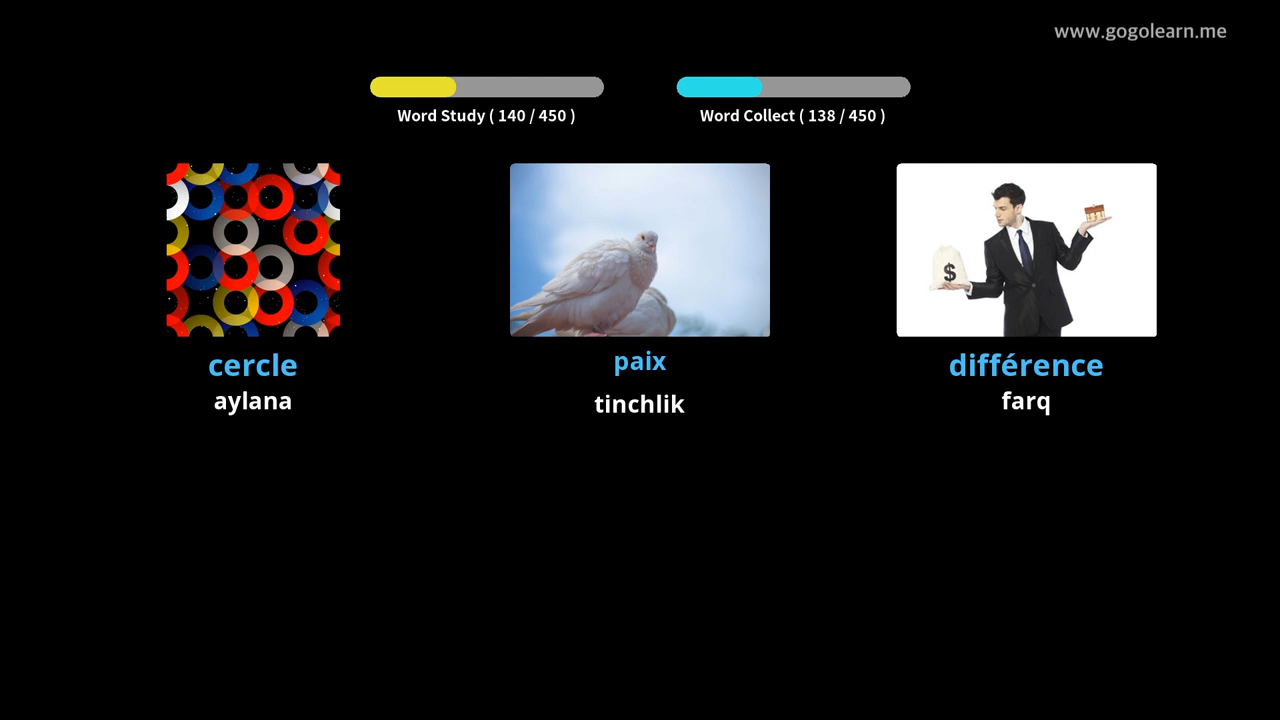 www.gogolearn.me
Word Study ( 140 / 450 )
Word Collect ( 138 / 450 )
cercle
aylana
paix
tinchlik
différence
farq
$